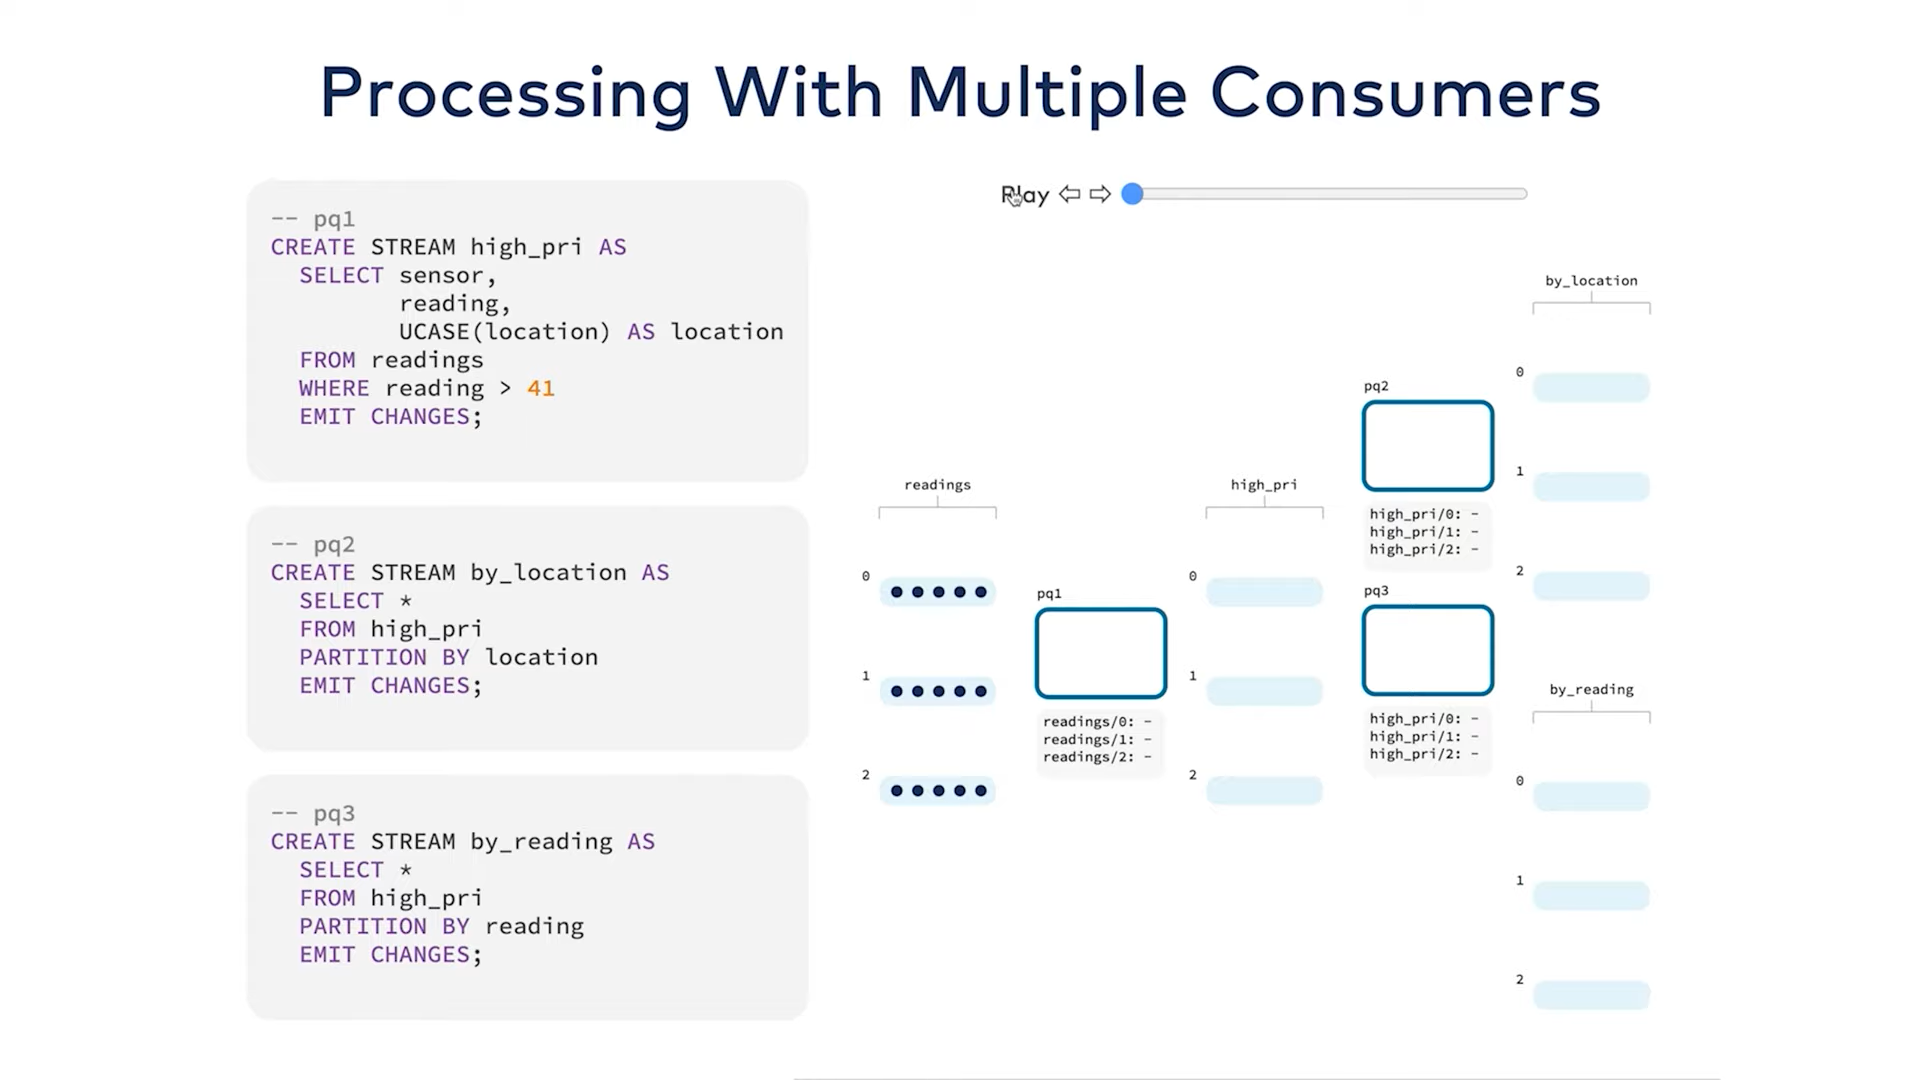 Processing With Multiple Consumers
-- pq1
CREATE STREAM high_pri AS
  SELECT sensor,
         reading,
         UCASE(location) AS location
  FROM readings
  WHERE reading > 41
  EMIT CHANGES;
-- pq2
CREATE STREAM by_location AS
  SELECT *
  FROM high_pri
  PARTITION BY location
  EMIT CHANGES;
-- pq3
CREATE STREAM by_reading AS
  SELECT *
  FROM high_pri
  PARTITION BY reading
  EMIT CHANGES;
Play
readings
0
1
2
pq1
readings/0: -
readings/1: -
readings/2: -
high_pri
0
1
2
pq2
high_pri/0: -
high_pri/1: -
high_pri/2: -
pq3
high_pri/0: -
high_pri/1: -
high_pri/2: -
by_location
0
1
2
by_reading
0
1
2